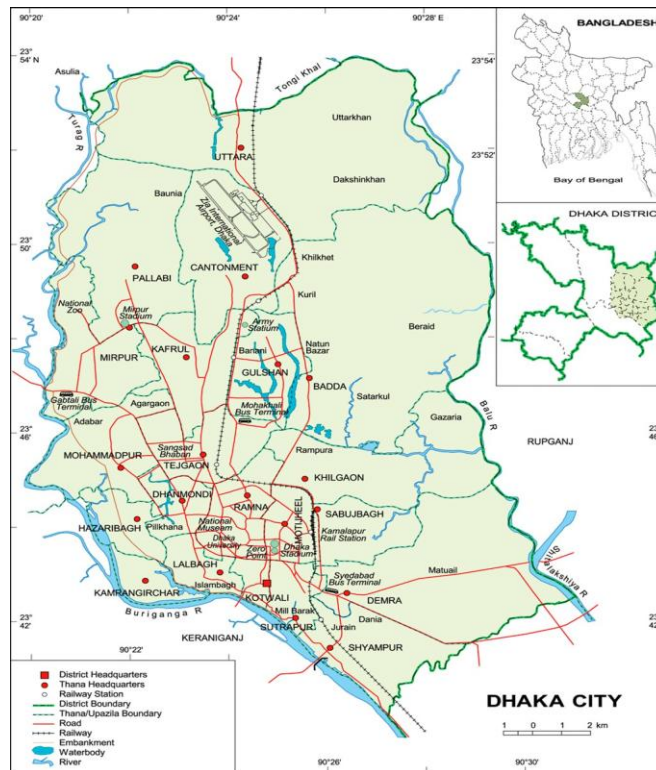 90°20'
90°24'
90°28' E
23°
54' N
23°54'
BANGLADESH
Asulia
Tongi Khal
Turag R
Uttarkhan
UTTARA
23°52'
Dakshinkhan
Baunia
Zia International
Airport, Dhaka
Bay of Bengal
DHAKA DISTRICT
23°
50'
Khilkhet
PALLABI
CANTONMENT
Kuril
National
Zoo
Mirpur
Stadium
Army
Statium
Beraid
MIRPUR
KAFRUL
Banani
Natun
Bazar
GULSHAN
BADDA
Gabtali Bus
Terminal
Agargaon
Mohakhali
Bus Terminal
Satarkul
Adabar
Gazaria
Balu R
23°
46'
23°
46'
RUPGANJ
MOHAMMADPUR
Sangsad
Bhaban
TEJGAON
Rampura
KHILGAON
DHANMONDI
RAMNA
MOTIJHEEL
SABUJBAGH
HAZARIBAGH
Pilkhana
National
Museam
Kamalapur
Rail Station
Dhaka
Univercity
Zero
Point
Dhaka
Stadium
LALBAGH
Syedabad
Bus Terminal
Matuail
KAMRANGIRCHAR
Islambagh
KOTWALI
DEMRA
Buriganga R
Mill Barak
Dania
23°
42'
KERANIGANJ
SUTRAPUR
Jurain
SHYAMPUR
90°22'
District Headquarters
Thana Headquarters
Railway Station
District Boundary
Thana/Upazila Boundary
Road
Railway
Embankment
Waterbody
River
DHAKA CITY
1 0 1 2 km
90°26'
90°30'